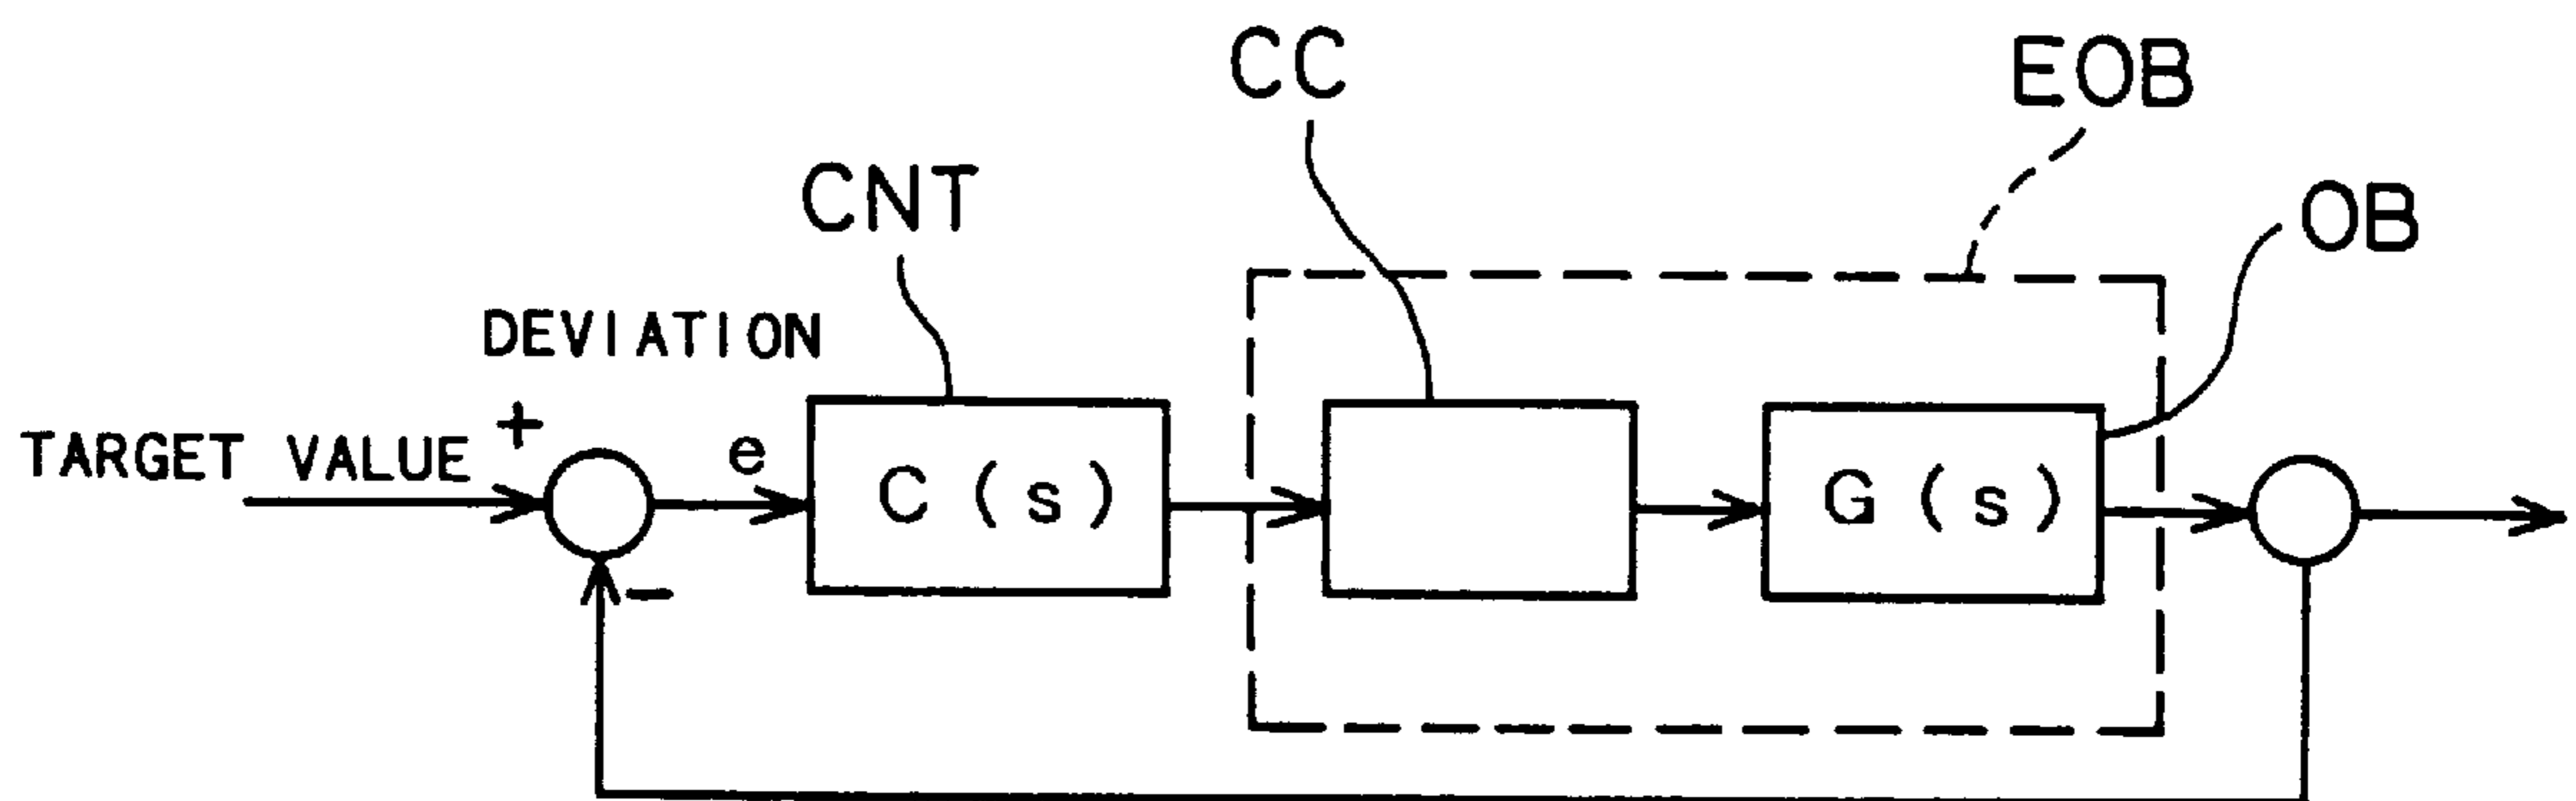 CC
EOB
CNT
OB
DEVIATION
TARGET VALUE
+
e
C (s)
G (s)
-